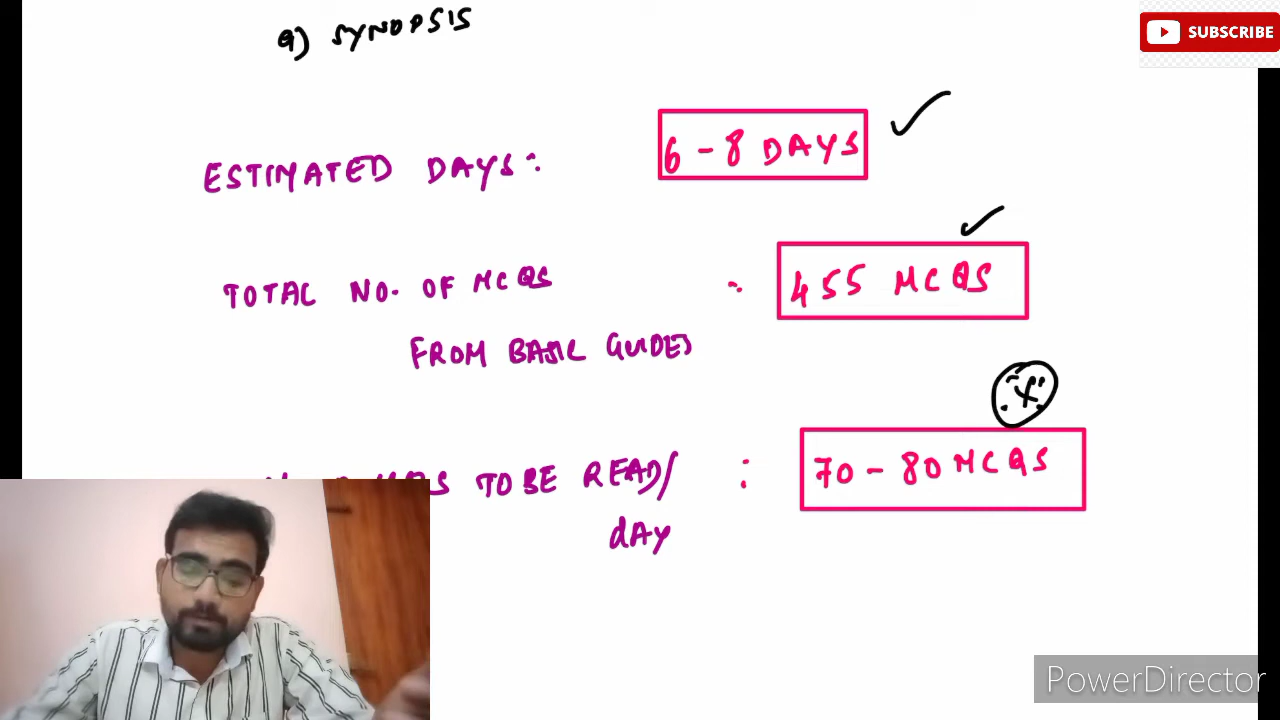 a) SYNOPSIS
SUBSCRIBE
ESTIMATED DAYS : 6 - 8 DAYS
TOTAL NO. OF MCQS : 455 MCQS
FROM BASIC GUIDES
"x"
TO BE READ/ : 70 - 80 MCQS
dAy
PowerDirector